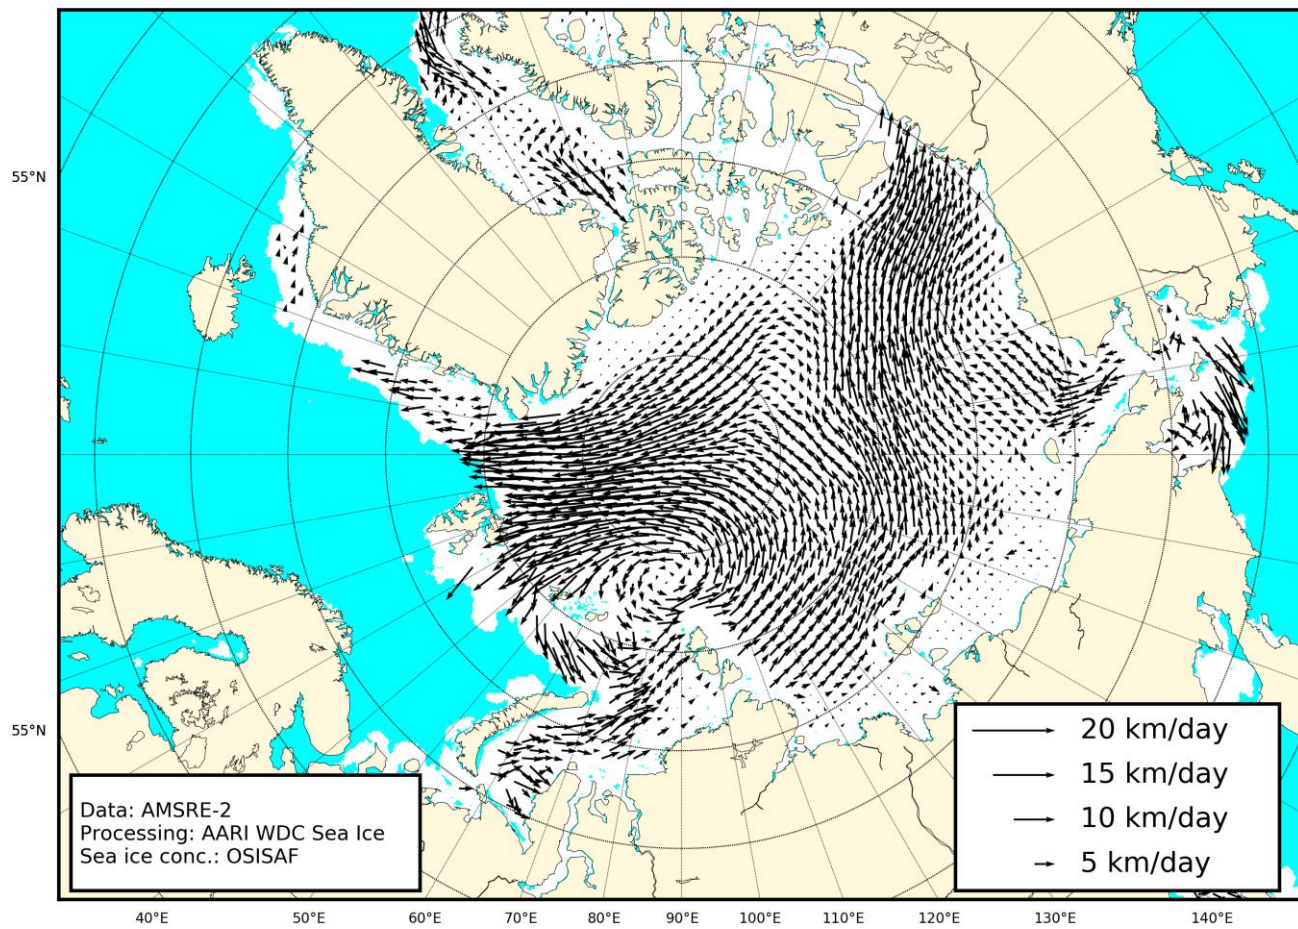 55°N
55°N
20 km/day
15 km/day
10 km/day
5 km/day
Data: AMSRE-2
Processing: AARI WDC Sea Ice
Sea ice conc.: OSISAF
40°E
50°E
60°E
70°E
80°E
90°E
100°E
110°E
120°E
130°E
140°E